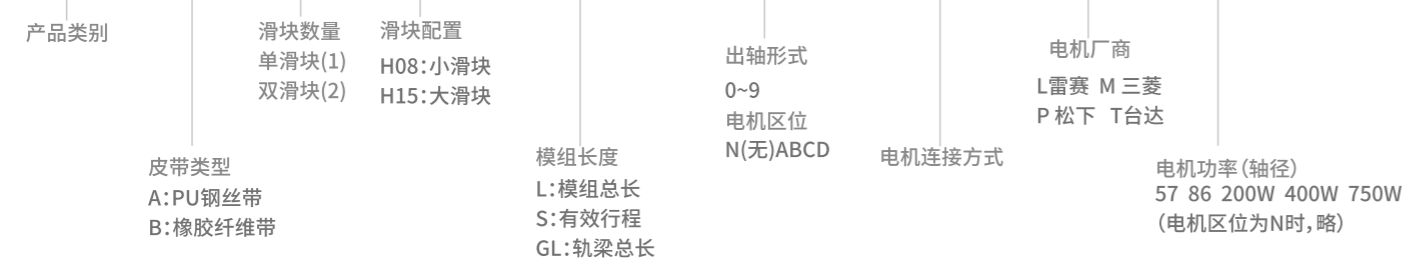 产品类别
皮带类型
A:PU钢丝带
B:橡胶纤维带
滑块数量
单滑块(1)
双滑块(2)
滑块配置
H08:小滑块
H15:大滑块
模组长度
L:模组总长
S:有效行程
GL:轨梁总长
出轴形式
0~9
电机区位
N(无)ABCD
电机连接方式
电机厂商
L雷赛 M 三菱
P 松下 T台达
电机功率(轴径)
57 86 200W 400W 750W
(电机区位为N时,略)